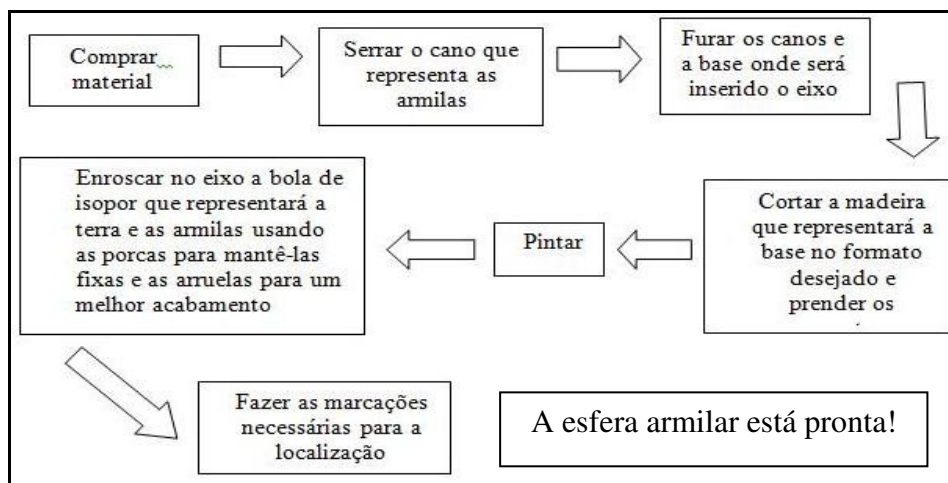 Comprar
material
Serrar o cano que
representa as
armilas
Furar os canos e
a base onde será
inserido o eixo
Cortar a madeira
que representará a
base no formato
desejado e
prender os
Pintar
Enroscar no eixo a bola de
isopor que representará a
terra e as armilas usando
as porcas para mantê-las
fixas e as arruelas para um
melhor acabamento
Fazer as marcações
necessárias para a
localização
A esfera armilar está pronta!